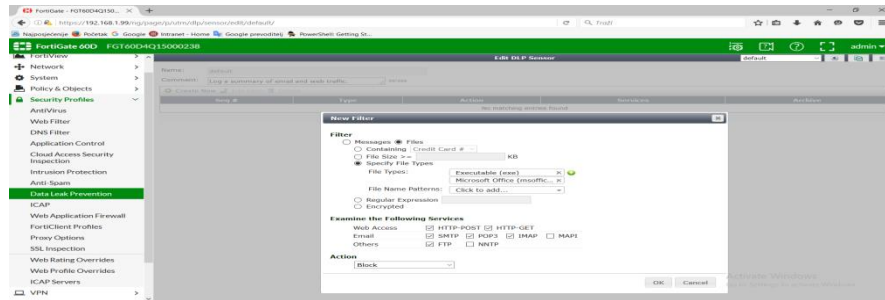 FortiGate - FGT60D4Q1500...
https://192.168.1.99/ng/page/p/utm/dlp/sensor/edit/default/
Najposjećenije Početak Google Intranet - Home Google prevoditelj PowerShell Getting St...
FortiGate 60D FGT60D4Q15000238
admin
FortiView
Network
System
Policy & Objects
Security Profiles
AntiVirus
Web Filter
DNS Filter
Application Control
Cloud Access Security
Inspection
Intrusion Protection
Anti-Spam
Data Leak Prevention
ICAP
Web Application Firewall
FortiClient Profiles
Proxy Options
SSL Inspection
Web Rating Overrides
Web Profile Overrides
ICAP Servers
VPN
Edit DLP Sensor
default
Name: default
Comment: Log a summary of email and web traffic.
Create New
Seq # Type Action Services Archive
No matching entries found
New Filter
Filter
Messages Files
Containing Credit Card #
File Size >= KB
Specify File Types
File Types: Executable (exe)
Microsoft Office (msoffic...
File Name Patterns: Click to add...
Regular Expression
Encrypted
Examine the Following Services
Web Access HTTP-POST HTTP-GET
Email SMTP POP3 IMAP MAPI
Others FTP NNTP
Action
Block
OK Cancel
Activate Windows